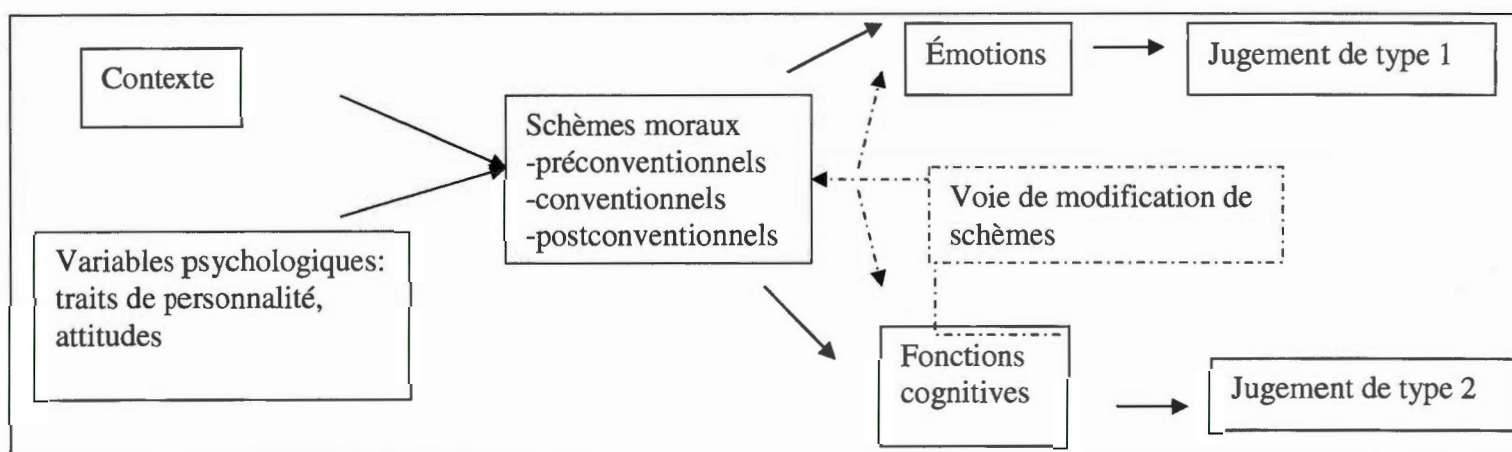 Contexte
Variables psychologiques:
traits de personnalité,
attitudes
Schèmes moraux
-préconventionnels
-conventionnels
-postconventionnels
Émotions
Jugement de type 1
Voie de modification de
schèmes
Fonctions
cognitives
Jugement de type 2